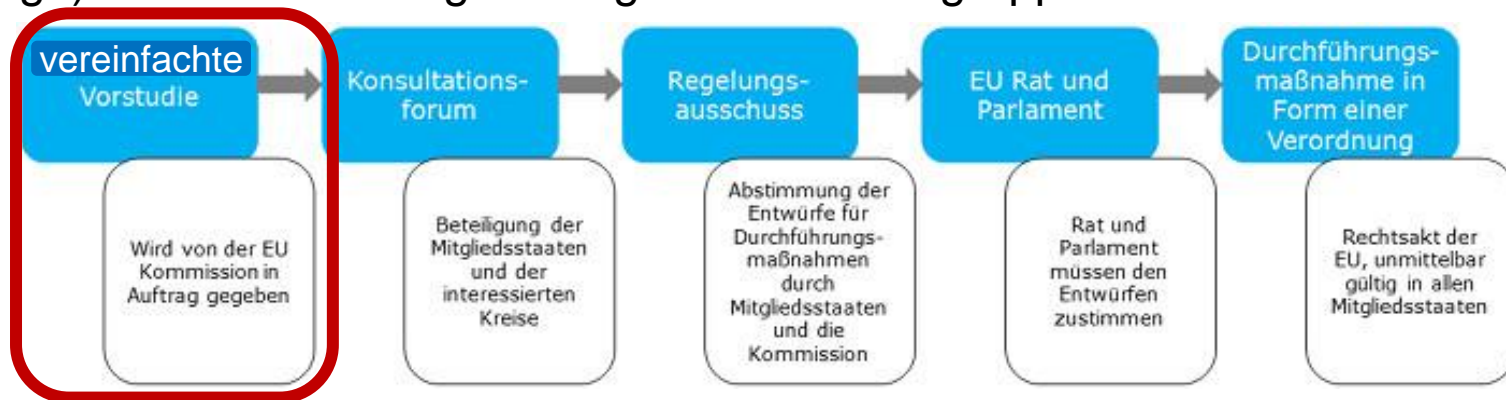 vereinfachte
Vorstudie
Konsultations-
forum
Regelungs-
ausschuss
EU Rat und
Parlament
Durchführungs-
maßnahme in
Form einer
Verordnung
Wird von der EU
Kommission in
Auftrag gegeben
Beteiligung der
Mitgliedsstaaten
und der
interessierten
Kreise
Abstimmung der
Entwürfe für
Durchführungs-
maßnahmen
durch
Mitgliedsstaaten
und die
Kommission
Rat und
Parlament
müssen den
Entwürfen
zustimmen
Rechtsakt der
EU, unmittelbar
gültig in allen
Mitgliedsstaaten